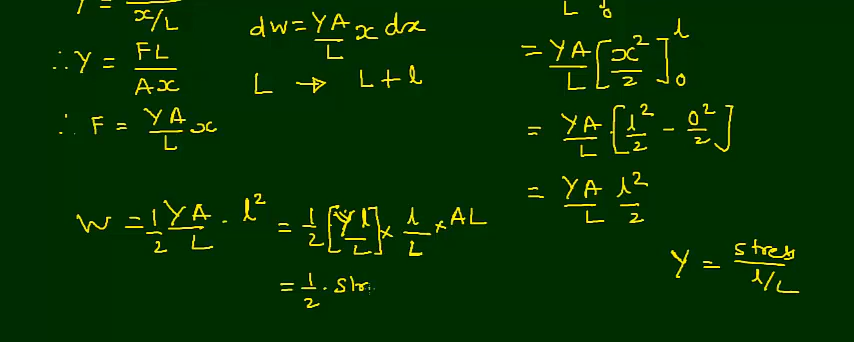 x/L
∴ Y = FL/Ax
∴ F = YA/L x
dw = YA/L x dx
L → L+l
= YA/L [x²/2]₀ˡ
= YA/L [l²/2 - 0²/2]
= YA/L l²/2
W = 1/2 YA/L · l² = 1/2 [Yl/L] × l/L × AL
= 1/2 · str
Y = stress/l/L